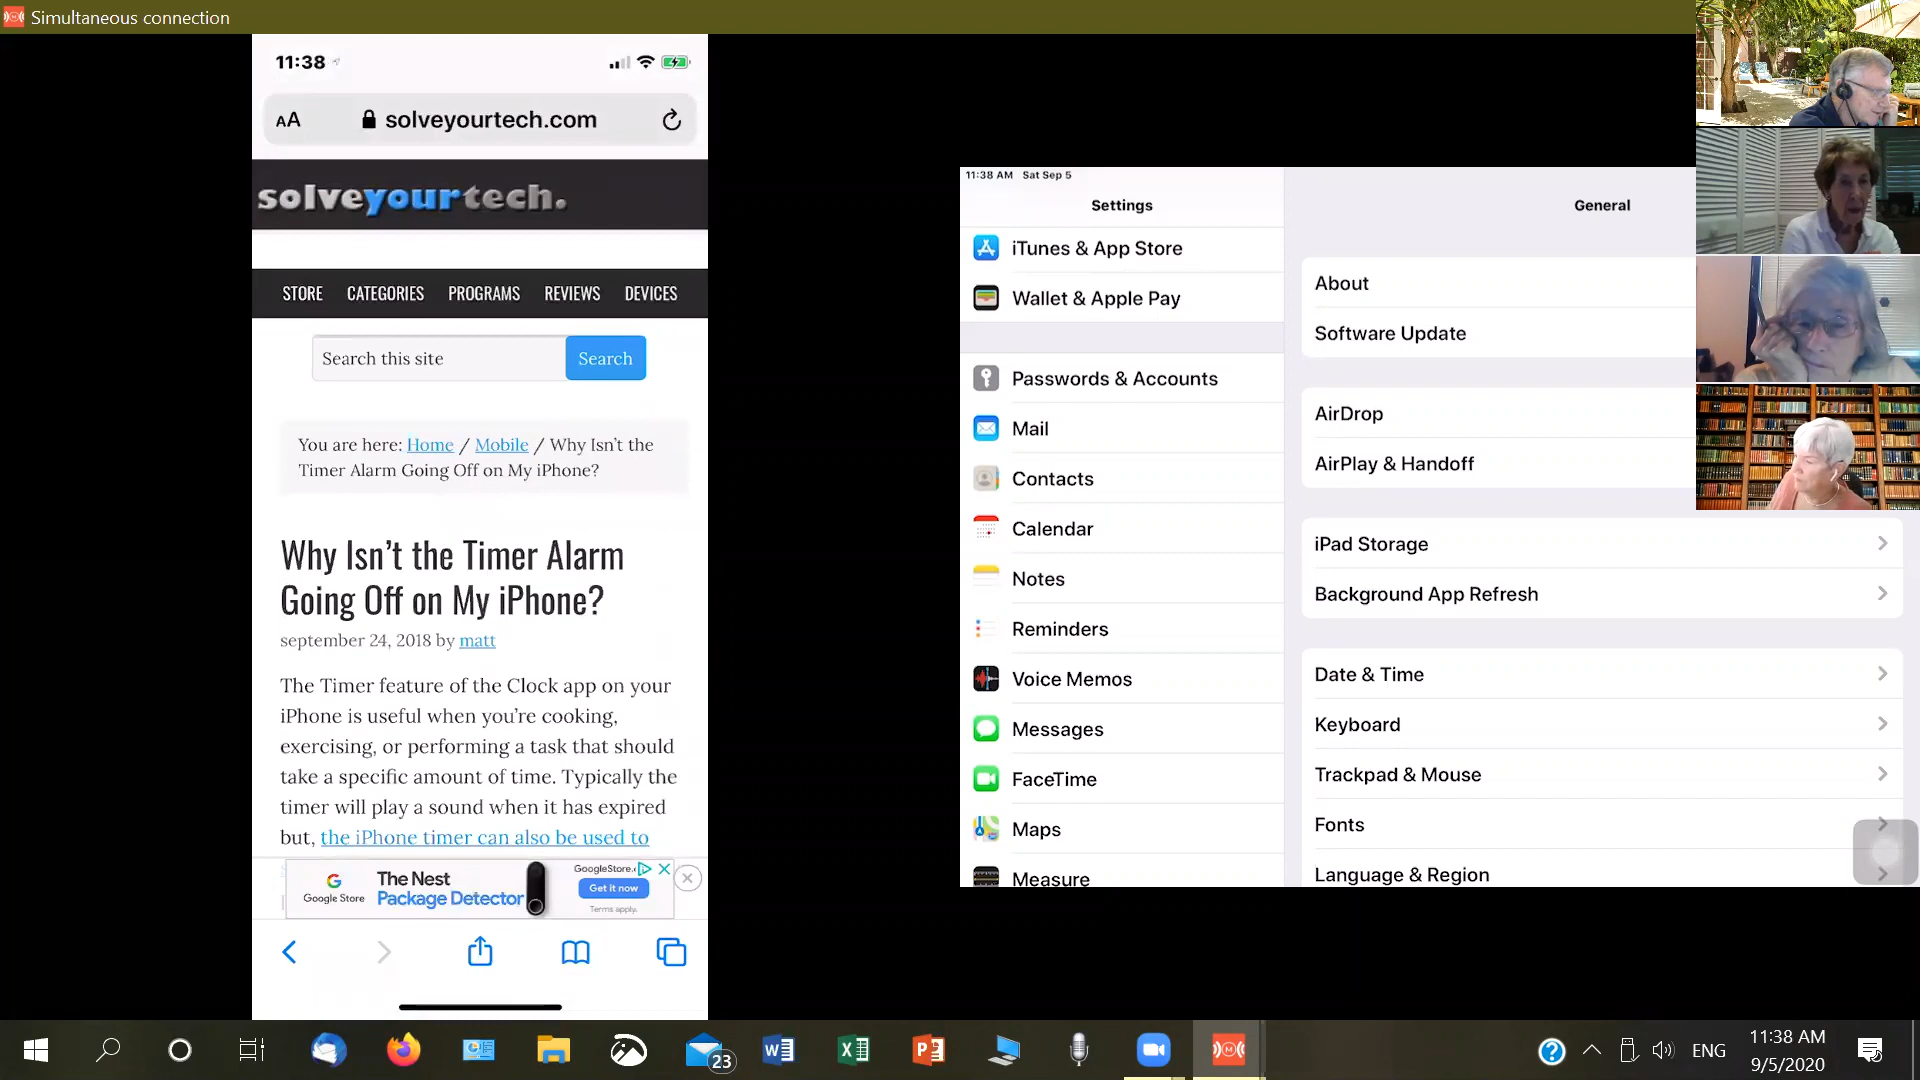 Simultaneous connection
11:38
AA solveyourtech.com
solveyourtech.
STORE CATEGORIES PROGRAMS REVIEWS DEVICES
Search this site Search
You are here: Home / Mobile / Why Isn't the
Timer Alarm Going Off on My iPhone?
Why Isn't the Timer Alarm
Going Off on My iPhone?
september 24, 2018 by matt
The Timer feature of the Clock app on your
iPhone is useful when you're cooking,
exercising, or performing a task that should
take a specific amount of time. Typically the
timer will play a sound when it has expired
but, the iPhone timer can also be used to
Google Store
The Nest
Package Detector
GoogleStore.
Get it now
Terms apply.
11:38 AM Sat Sep 5
Settings
iTunes & App Store
Wallet & Apple Pay
Passwords & Accounts
Mail
Contacts
Calendar
Notes
Reminders
Voice Memos
Messages
FaceTime
Maps
Measure
General
About
Software Update
AirDrop
AirPlay & Handoff
iPad Storage
Background App Refresh
Date & Time
Keyboard
Trackpad & Mouse
Fonts
Language & Region
23
ENG
11:38 AM
9/5/2020